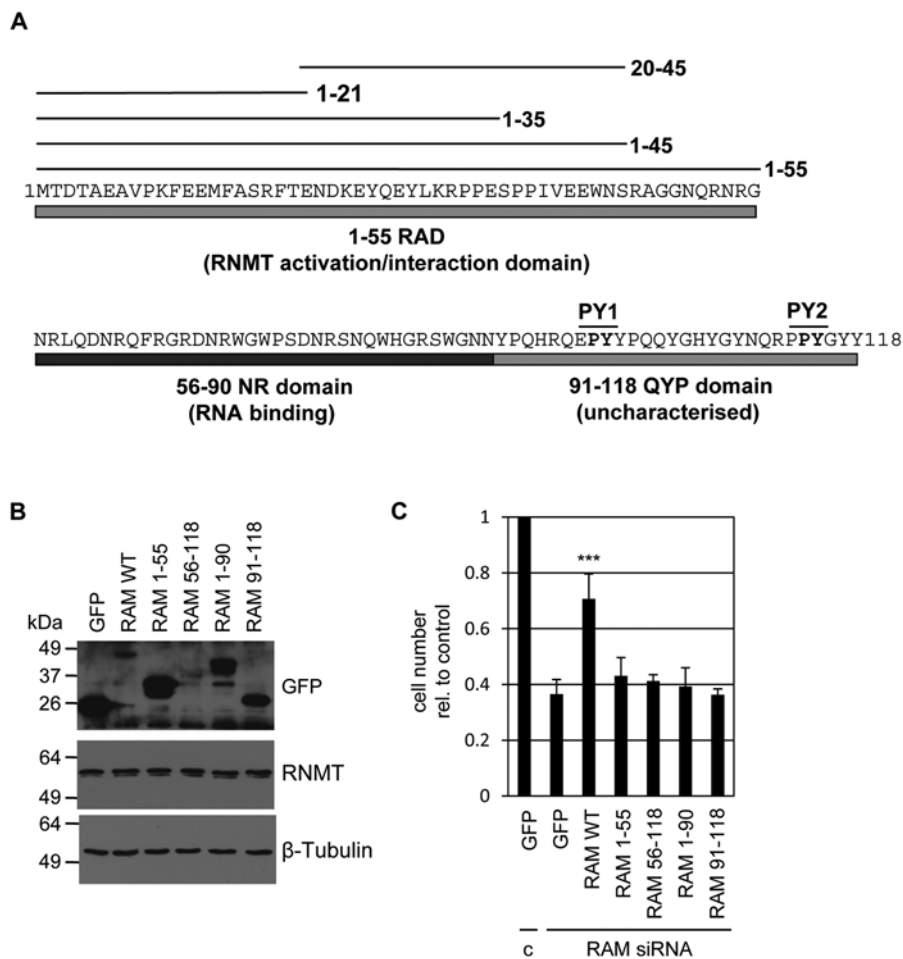 A
20-45
1-21
1-35
1-45
1-55
1MTDTAEAVPKFEEMFASRFTENDKEYQEYLKRPPESPPIVEEWNSRAGGNQRNRG
1-55 RAD
(RNMT activation/interaction domain)
PY1 PY2
NRLQDNRQFRGRDNRWGWPSDNRSNQWHGRSWGNNYPQHRQEPYYPQQYGHYGYNQRPPYGYY118
56-90 NR domain 91-118 QYP domain
(RNA binding) (uncharacterised)
B
GFP
RAM WT
RAM 1-55
RAM 56-118
RAM 1-90
RAM 91-118
kDa
49
37
26
GFP
64
49
RNMT
64
49
β-Tubulin
C
cell number
rel. to control
1
0.8
0.6
0.4
0.2
0
***
GFP
GFP
RAM WT
RAM 1-55
RAM 56-118
RAM 1-90
RAM 91-118
c RAM siRNA